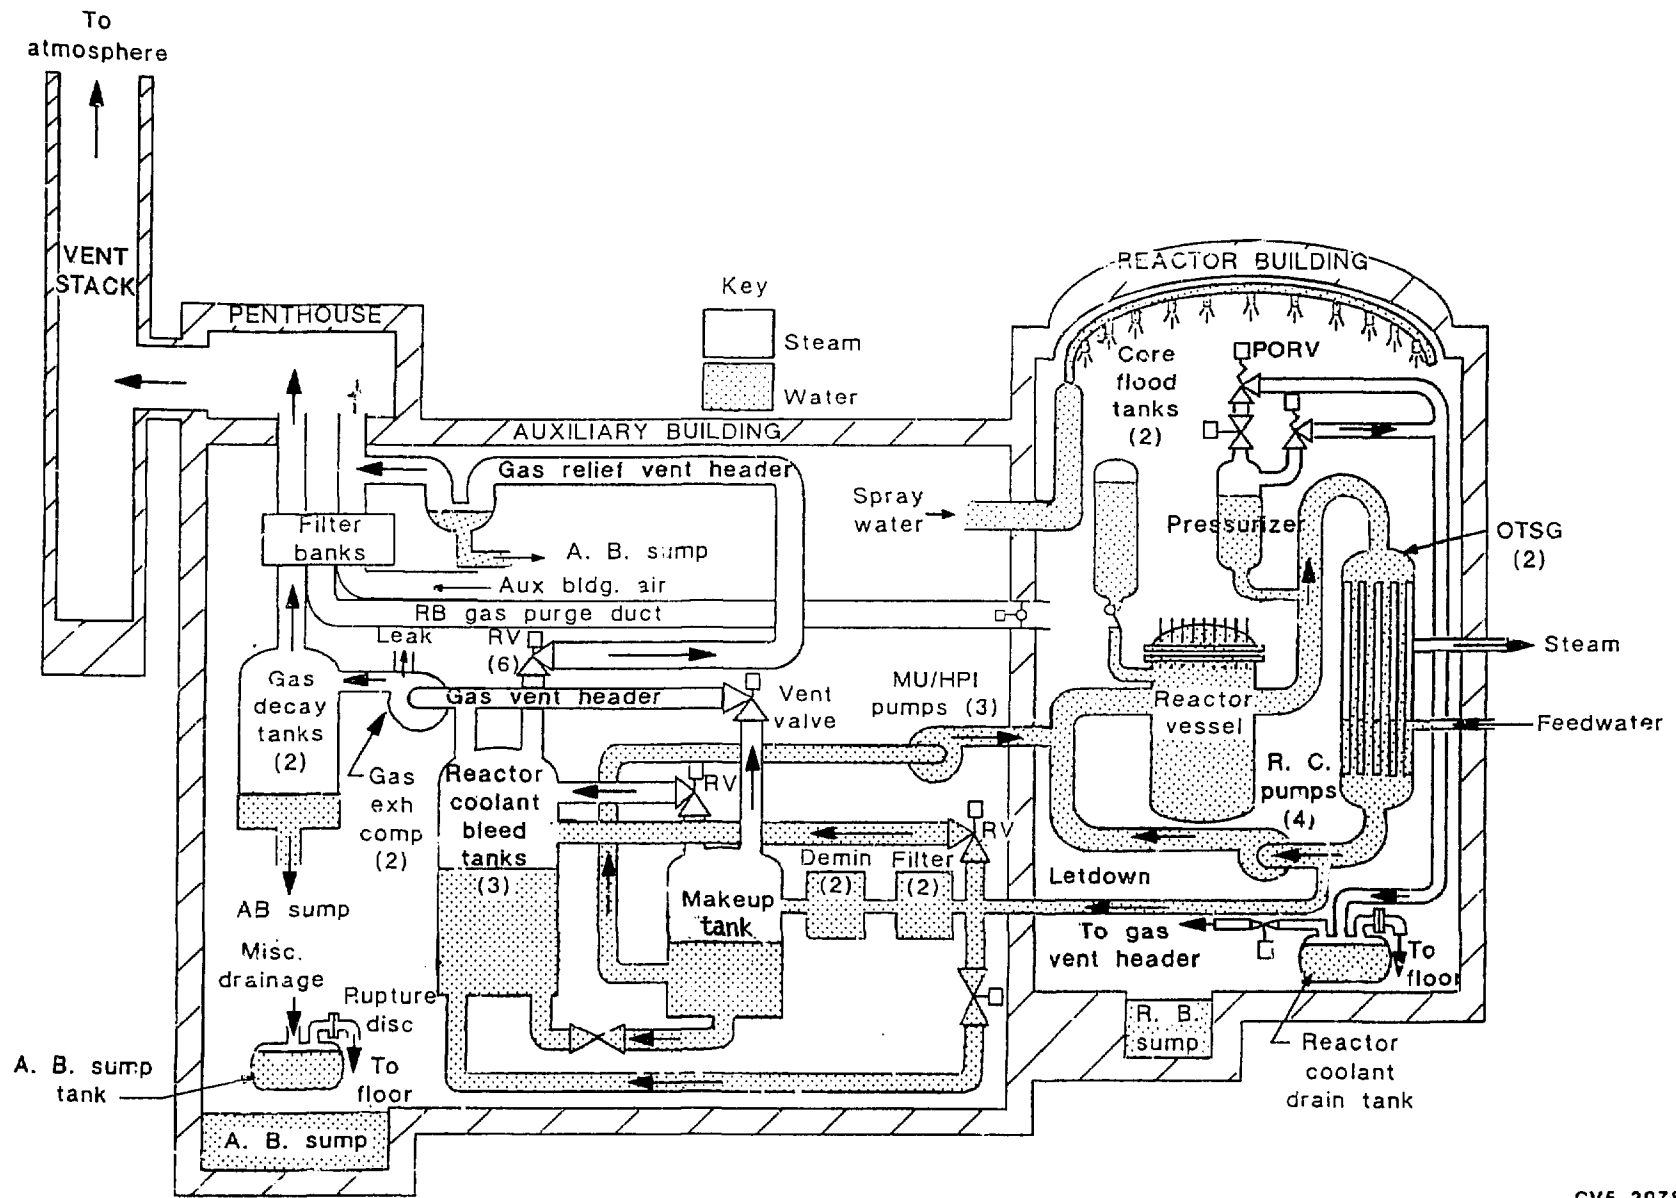 To
atmosphere
VENT
STACK
PENTHOUSE
Key
Steam
Water
REACTOR BUILDING
AUXILIARY BUILDING
Gas relief vent header
Filter
banks
A. B. sump
Aux bldg. air
RB gas purge duct
Leak
RV
(6)
Gas
decay
tanks
(2)
Gas vent header
Vent
valve
Gas
exh
comp
(2)
Reactor
coolant
bleed
tanks
(3)
RV
MU/HPI
pumps (3)
RV
Demin
(2)
Filter
(2)
Makeup
tank
AB sump
Misc.
drainage
Rupture
disc
A. B. sump
tank
To
floor
A. B. sump
Spray
water
Core
flood
tanks
(2)
PORV
Pressurizer
OTSG
(2)
Steam
Feedwater
Reactor
vessel
R. C.
pumps
(4)
Letdown
To gas
vent header
To
floor
R. B.
sump
Reactor
coolant
drain tank